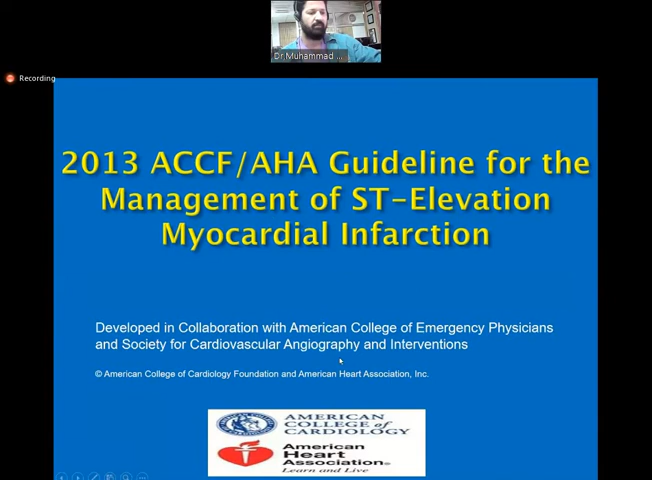 Dr.Muhammad ...
Recording
2013 ACCF/AHA Guideline for the
Management of ST-Elevation
Myocardial Infarction
Developed in Collaboration with American College of Emergency Physicians
and Society for Cardiovascular Angiography and Interventions
© American College of Cardiology Foundation and American Heart Association, Inc.
AMERICAN
COLLEGE of
CARDIOLOGY
American
Heart
Association®
Learn and Live